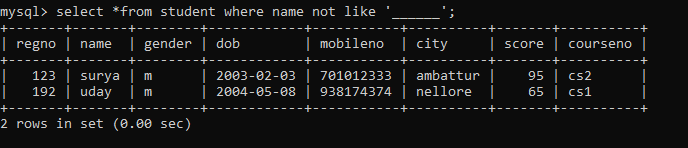 mysql> select *from student where name not like '______';
+-------+-------+--------+------------+-----------+----------+-------+----------+
| regno | name | gender | dob | mobileno | city | score | courseno |
+-------+-------+--------+------------+-----------+----------+-------+----------+
| 123 | surya | m | 2003-02-03 | 701012333 | ambattur | 95 | cs2 |
| 192 | uday | m | 2004-05-08 | 938174374 | nellore | 65 | cs1 |
+-------+-------+--------+------------+-----------+----------+-------+----------+
2 rows in set (0.00 sec)